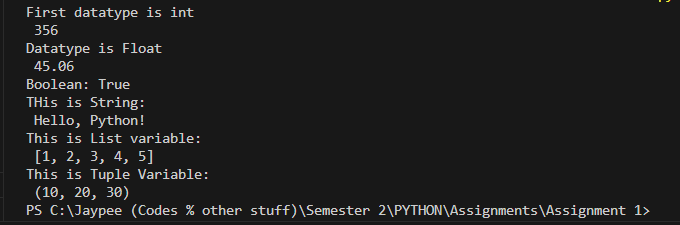 First datatype is int
 356
Datatype is Float
 45.06
Boolean: True
THis is String:
 Hello, Python!
This is List variable:
 [1, 2, 3, 4, 5]
This is Tuple Variable:
 (10, 20, 30)
PS C:\Jaypee (Codes % other stuff)\Semester 2\PYTHON\Assignments\Assignment 1>